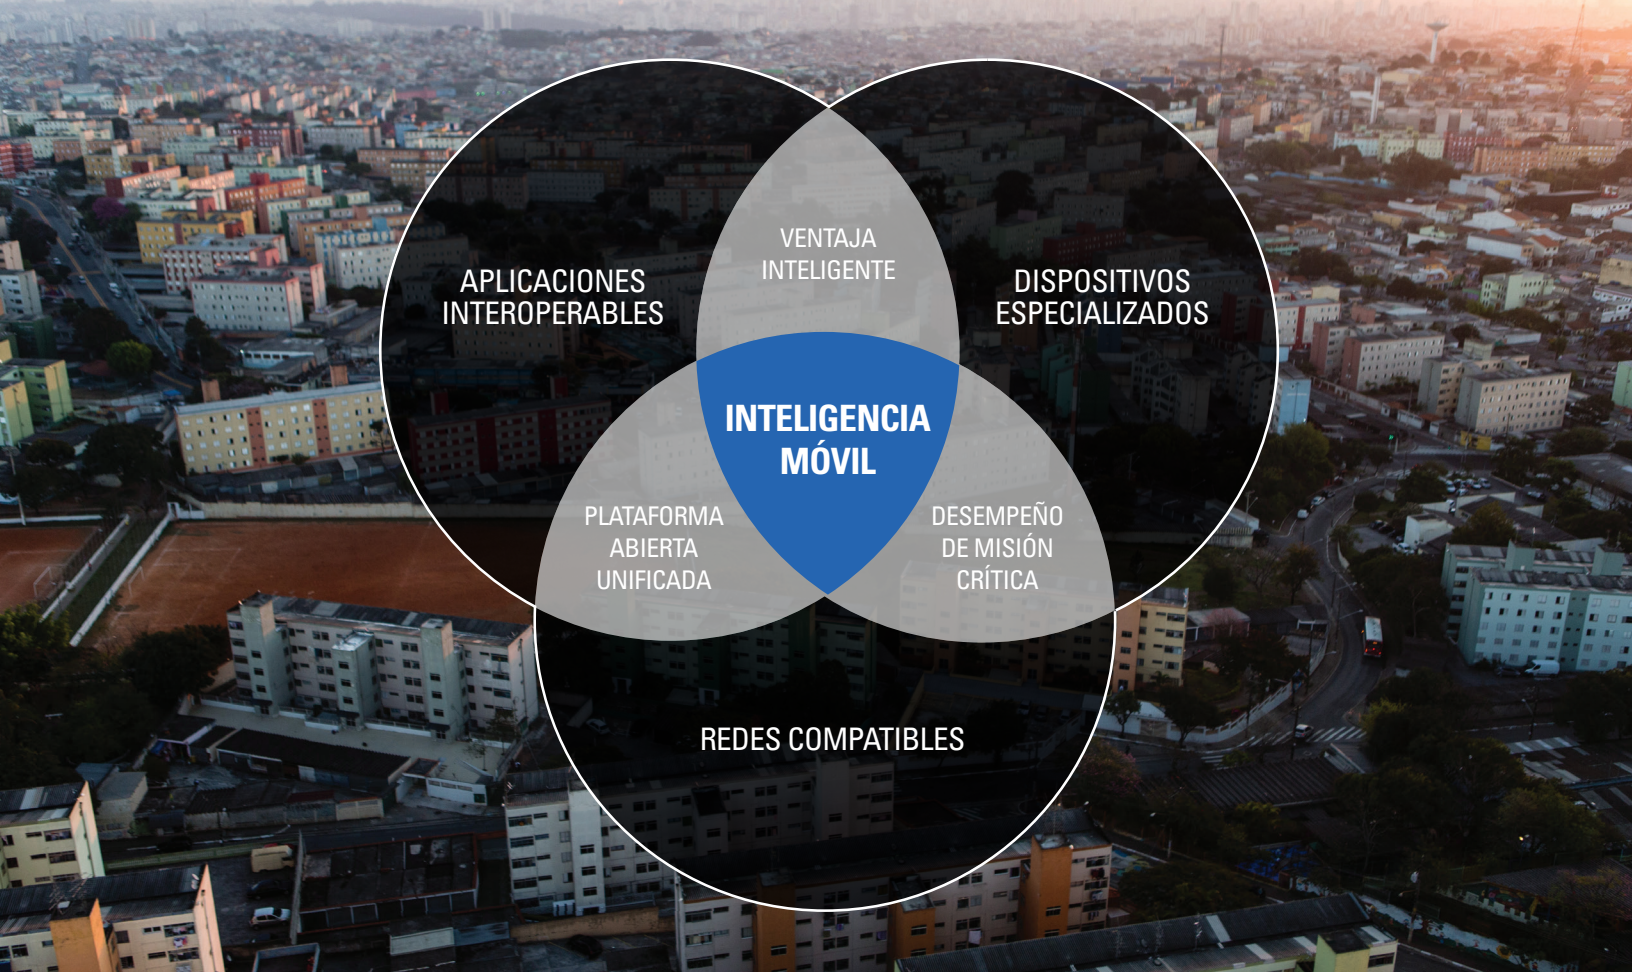 VENTAJA
INTELIGENTE
APLICACIONES
INTEROPERABLES
DISPOSITIVOS
ESPECIALIZADOS
INTELIGENCIA
MÓVIL
PLATAFORMA
ABIERTA
UNIFICADA
DESEMPEÑO
DE MISIÓN
CRÍTICA
REDES COMPATIBLES